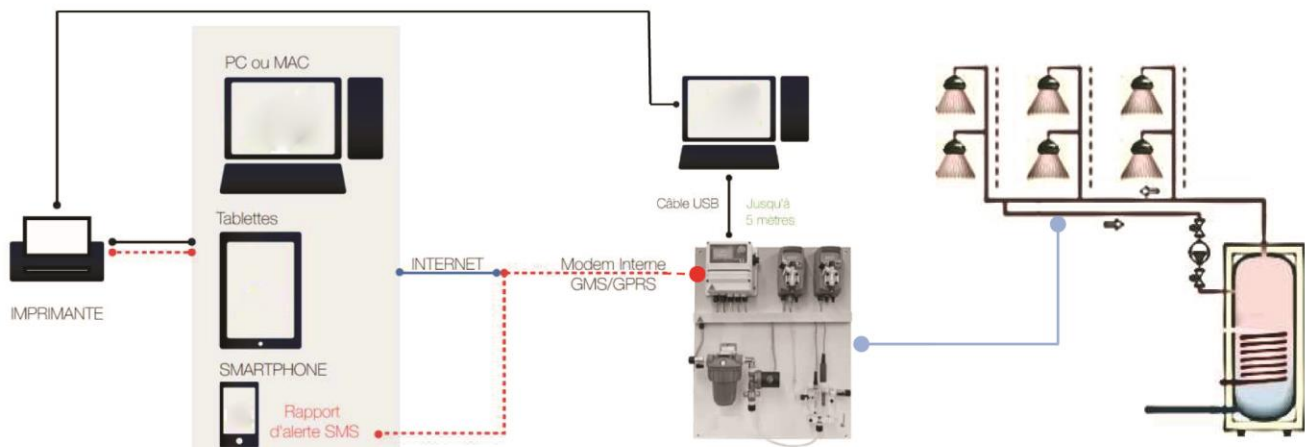 PC ou MAC
Câble USB
Jusqu'à
5 mètres
Tablettes
INTERNET
Modem Interne
GMS/GPRS
IMPRIMANTE
SMARTPHONE
Rapport
d'alerte SMS